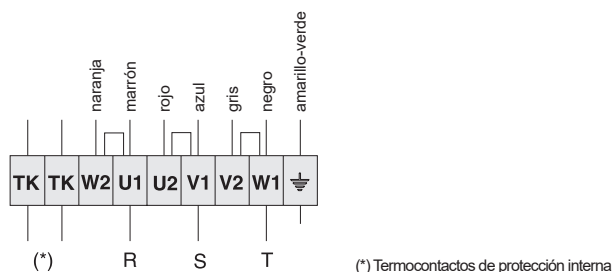 naranja
marrón
rojo
azul
gris
negro
amarillo-verde
TK TK W2 U1 U2 V1 V2 W1
(*) R S T
(*) Termocontactos de protección interna